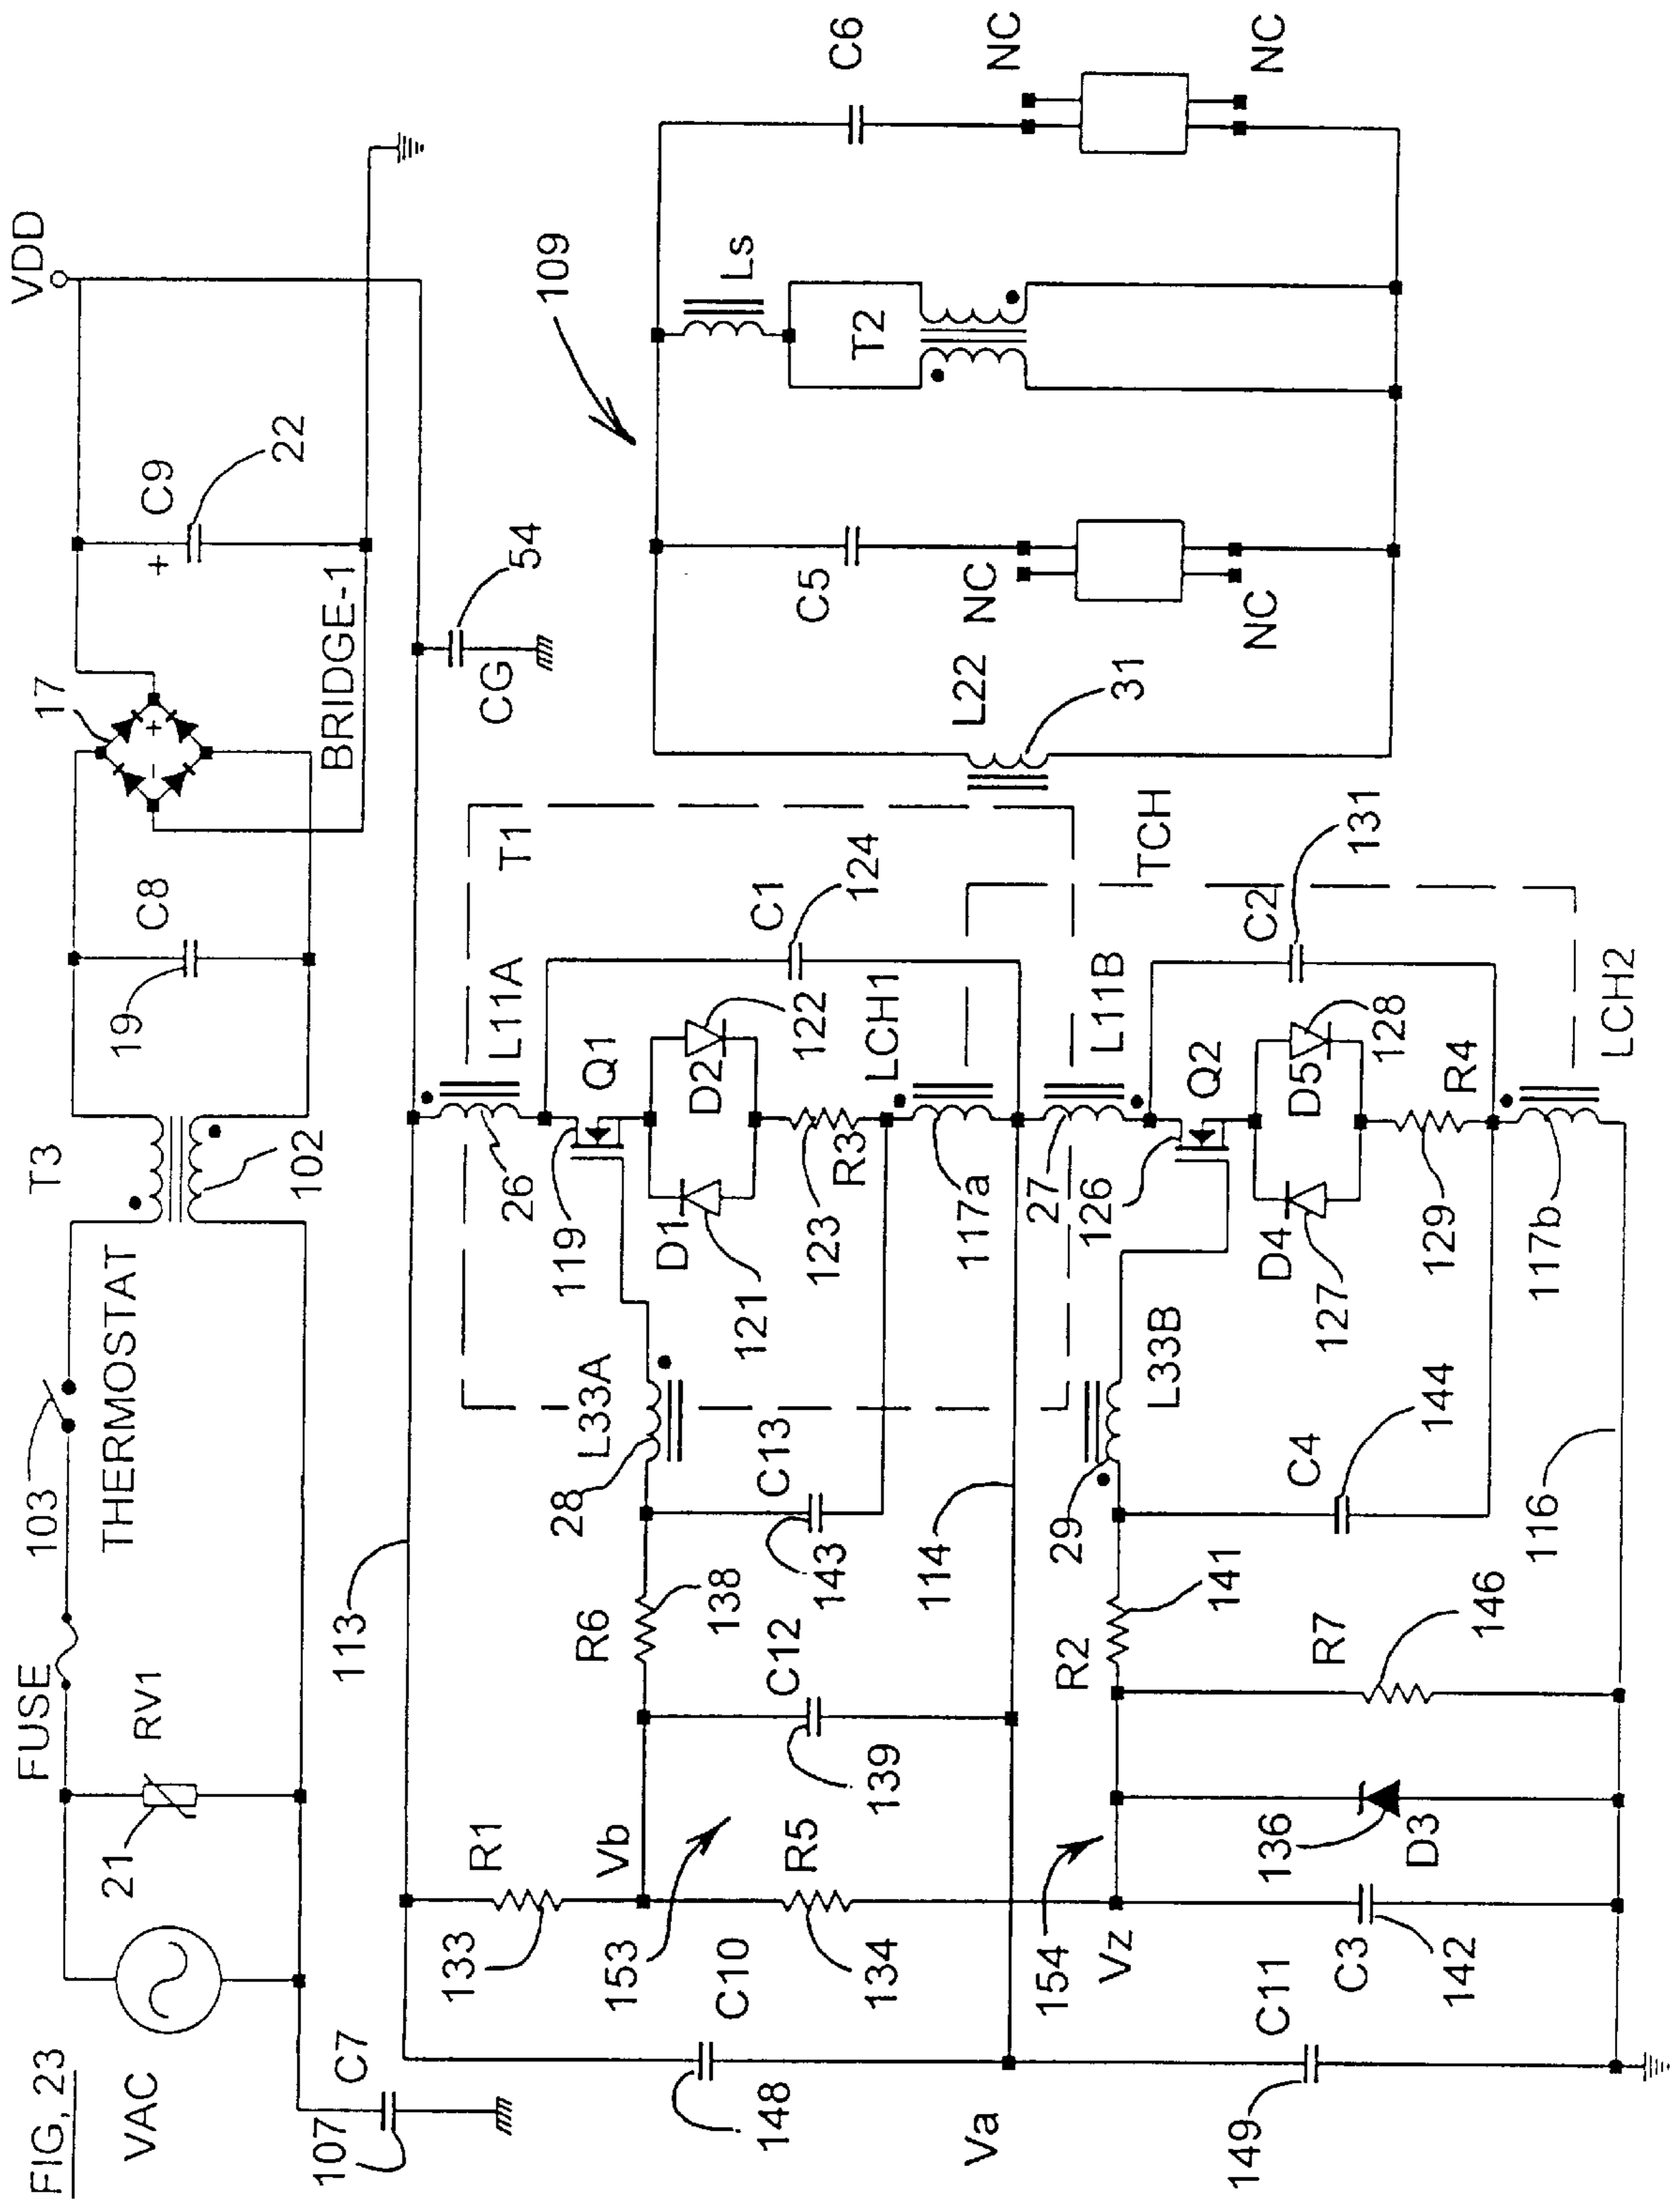 FIG, 23
VAC
FUSE
RV1
21
103
THERMOSTAT
T3
102
19
C8
17
BRIDGE-1
+
−
+
C9
22
VDD
107
C7
113
CG
54
109
133
R1
Vb
153
R6
138
C12
139
28
L33A
C13
143
26
L11A
T1
119
Q1
D1
121
D2
122
123
R3
C1
124
LCH1
117a
148
C10
134
R5
Va
114
154
Vz
R2
141
29
L33B
27
L11B
126
Q2
D4
127
D5
128
129
R4
C2
131
TCH
149
C11
C3
142
136
D3
R7
146
C4
144
116
117b
LCH2
L22
31
C5
NC
NC
T2
Ls
C6
NC
NC